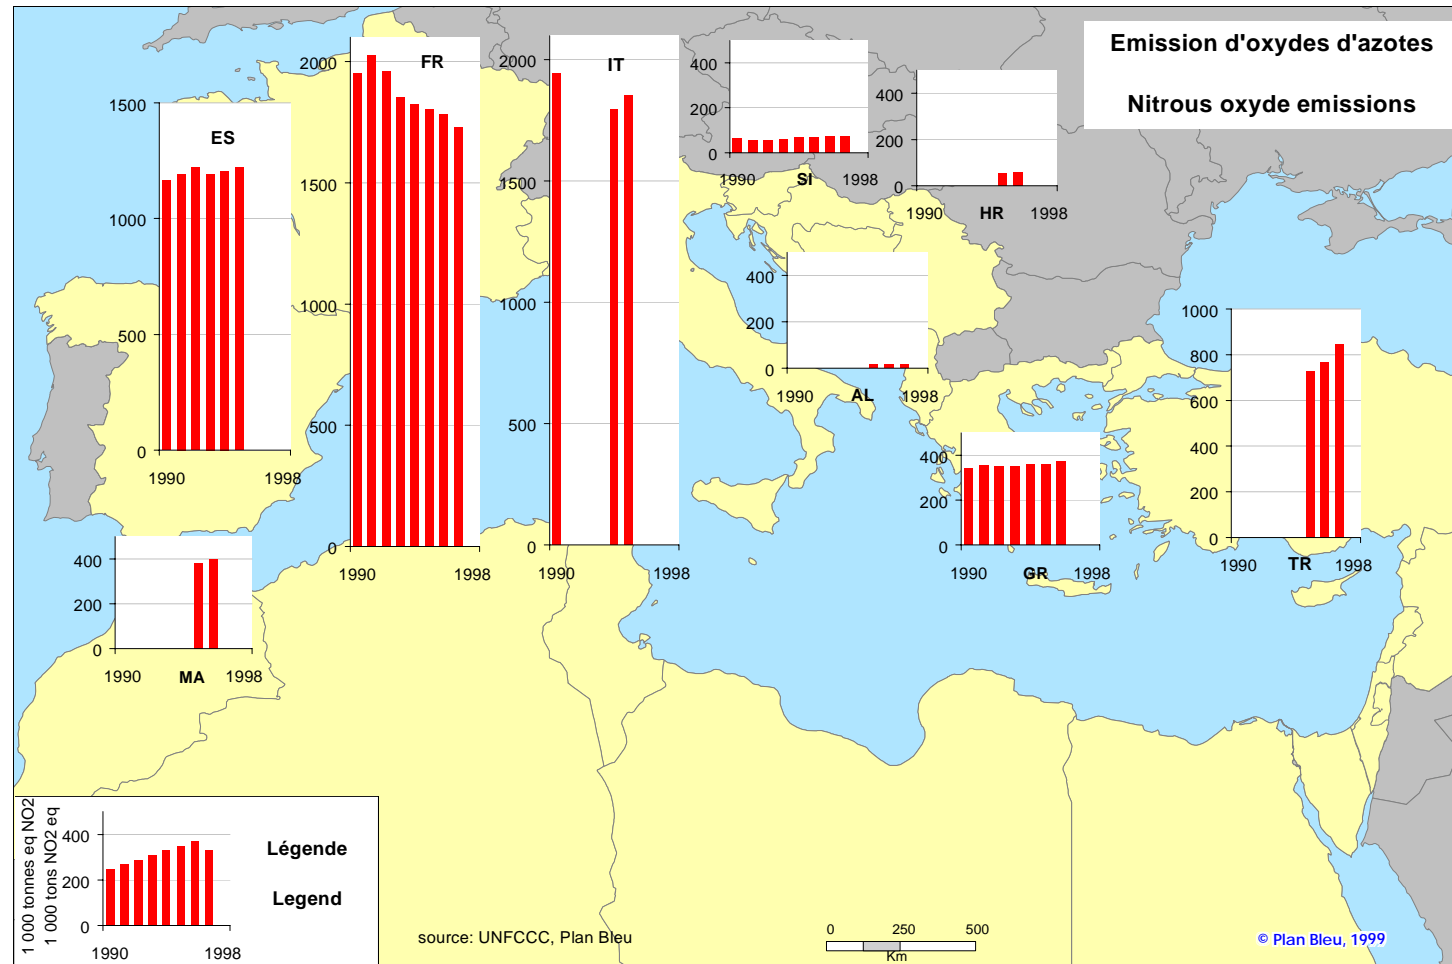 Emission d'oxydes d'azotes
Nitrous oxyde emissions
ES
1500
1000
500
0
1990 1998
FR
2000
1500
1000
500
0
1990 1998
IT
2000
1500
1000
500
0
1990 1998
400
200
0
1990 SI 1998
400
200
0
1990 HR 1998
400
200
0
1990 AL 1998
400
200
0
1990 GR 1998
1000
800
600
400
200
0
1990 TR 1998
400
200
0
1990 MA 1998
1 000 tonnes eq NO2
1 000 tons NO2 eq
400
200
0
1990 1998
Légende
Legend
source: UNFCCC, Plan Bleu
0 250 500
Km
© Plan Bleu, 1999